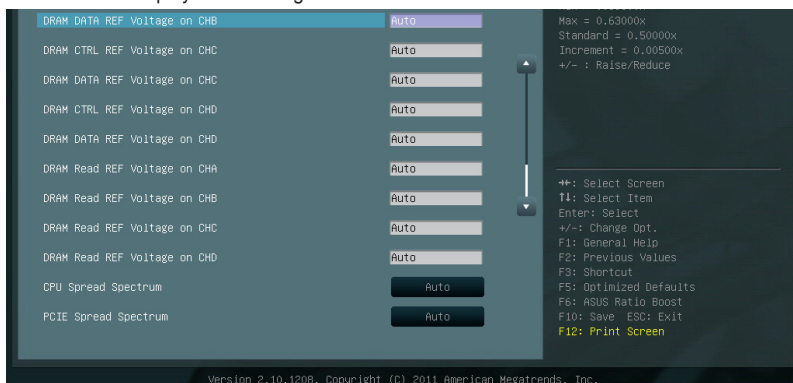 DRAM DATA REF Voltage on CHB Auto
DRAM CTRL REF Voltage on CHC Auto
DRAM DATA REF Voltage on CHC Auto
DRAM CTRL REF Voltage on CHD Auto
DRAM DATA REF Voltage on CHD Auto
DRAM Read REF Voltage on CHA Auto
DRAM Read REF Voltage on CHB Auto
DRAM Read REF Voltage on CHC Auto
DRAM Read REF Voltage on CHD Auto
CPU Spread Spectrum Auto
PCIE Spread Spectrum Auto
Max = 0.63000x
Standard = 0.50000x
Increment = 0.00500x
+/- : Raise/Reduce
→←: Select Screen
↑↓: Select Item
Enter: Select
+/-: Change Opt.
F1: General Help
F2: Previous Values
F3: Shortcut
F5: Optimized Defaults
F6: ASUS Ratio Boost
F10: Save ESC: Exit
F12: Print Screen
Version 2.10.1208. Copyright (C) 2011 American Megatrends, Inc.